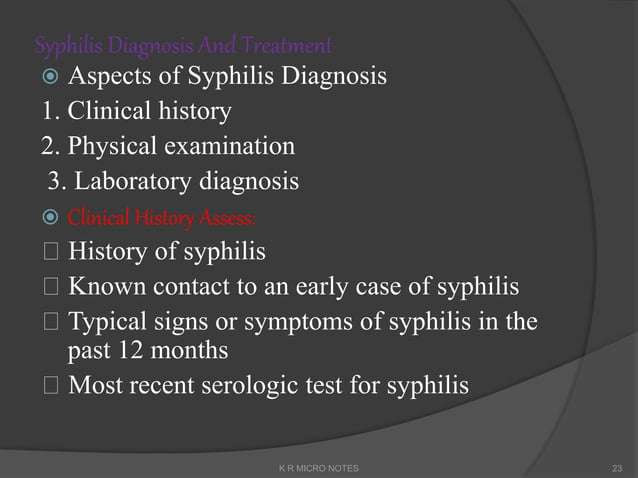 Syphilis Diagnosis And Treatment
Aspects of Syphilis Diagnosis
1. Clinical history
2. Physical examination
3. Laboratory diagnosis
Clinical History Assess:
History of syphilis
Known contact to an early case of syphilis
Typical signs or symptoms of syphilis in the
past 12 months
Most recent serologic test for syphilis
K R MICRO NOTES
23